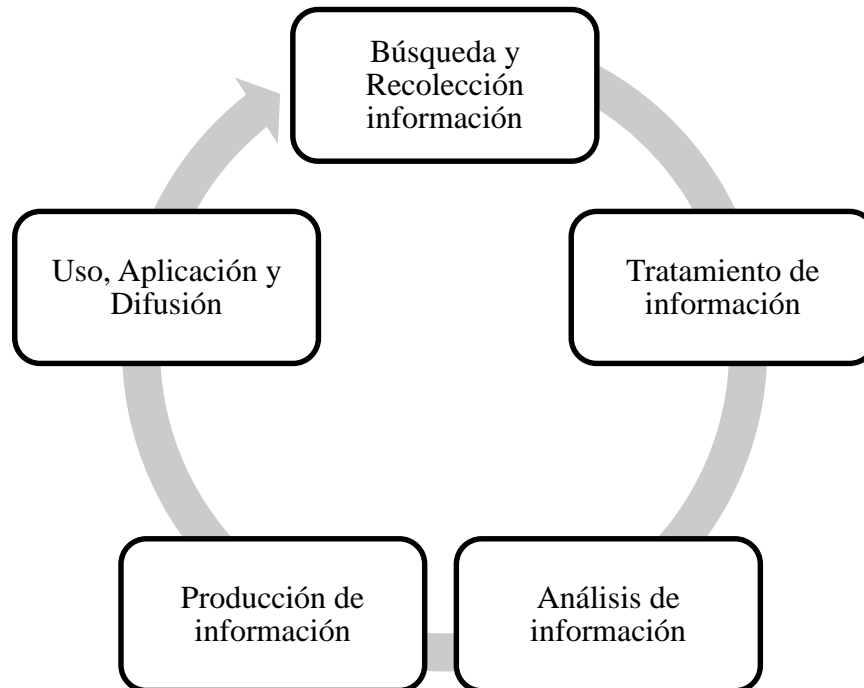 Búsqueda y
Recolección
información
Tratamiento de
información
Análisis de
información
Producción de
información
Uso, Aplicación y
Difusión